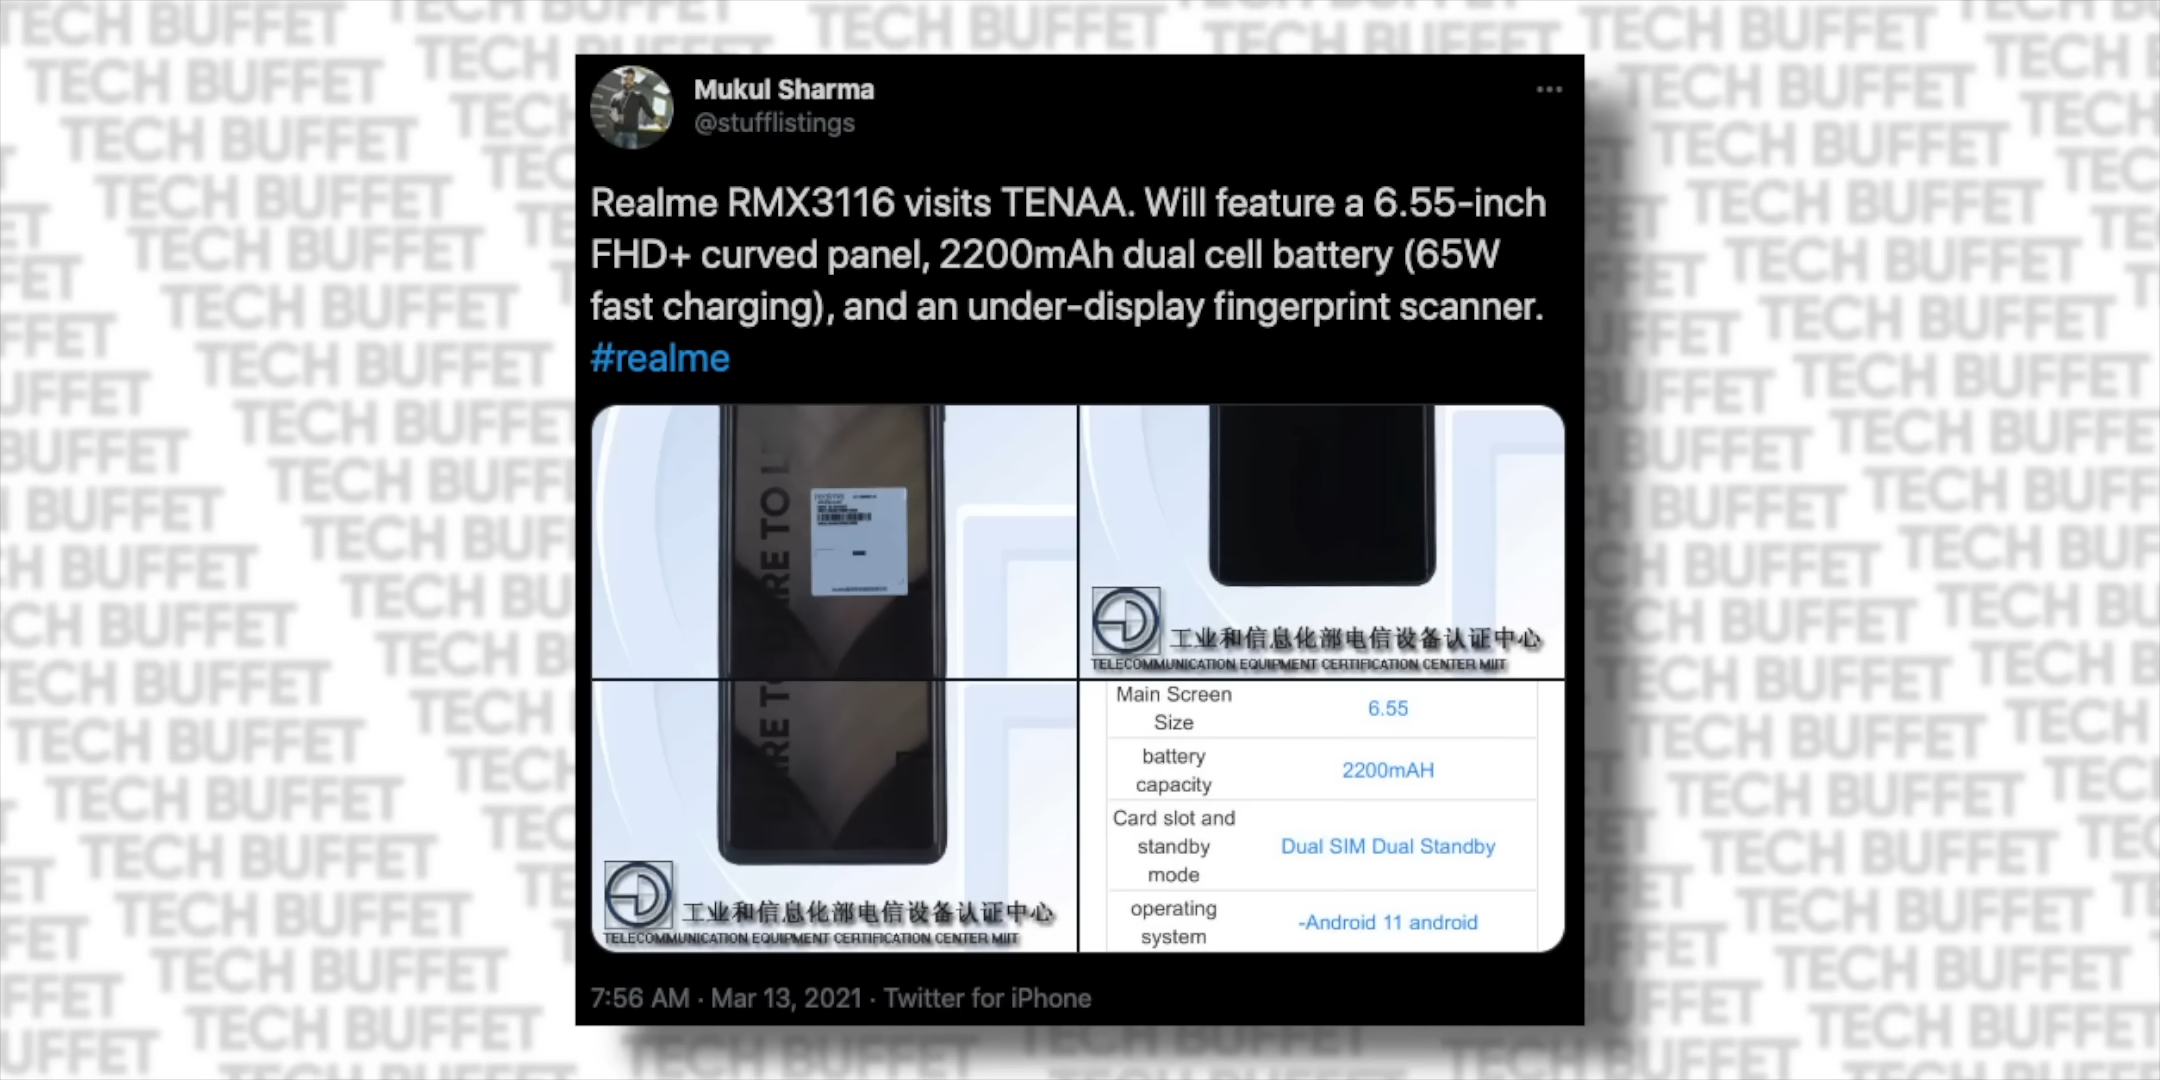 Mukul Sharma
@stufflistings
Realme RMX3116 visits TENAA. Will feature a 6.55-inch
FHD+ curved panel, 2200mAh dual cell battery (65W
fast charging), and an under-display fingerprint scanner.
#realme
DARE TO L
realme
工业和信息化部电信设备认证中心
TELECOMMUNICATION EQUIPMENT CERTIFICATION CENTER MIIT
DARE TO
工业和信息化部电信设备认证中心
TELECOMMUNICATION EQUIPMENT CERTIFICATION CENTER MIIT
Main Screen
Size
6.55
battery
capacity
2200mAH
Card slot and
standby
mode
Dual SIM Dual Standby
operating
system
-Android 11 android
7:56 AM · Mar 13, 2021 · Twitter for iPhone
TECH BUFFET